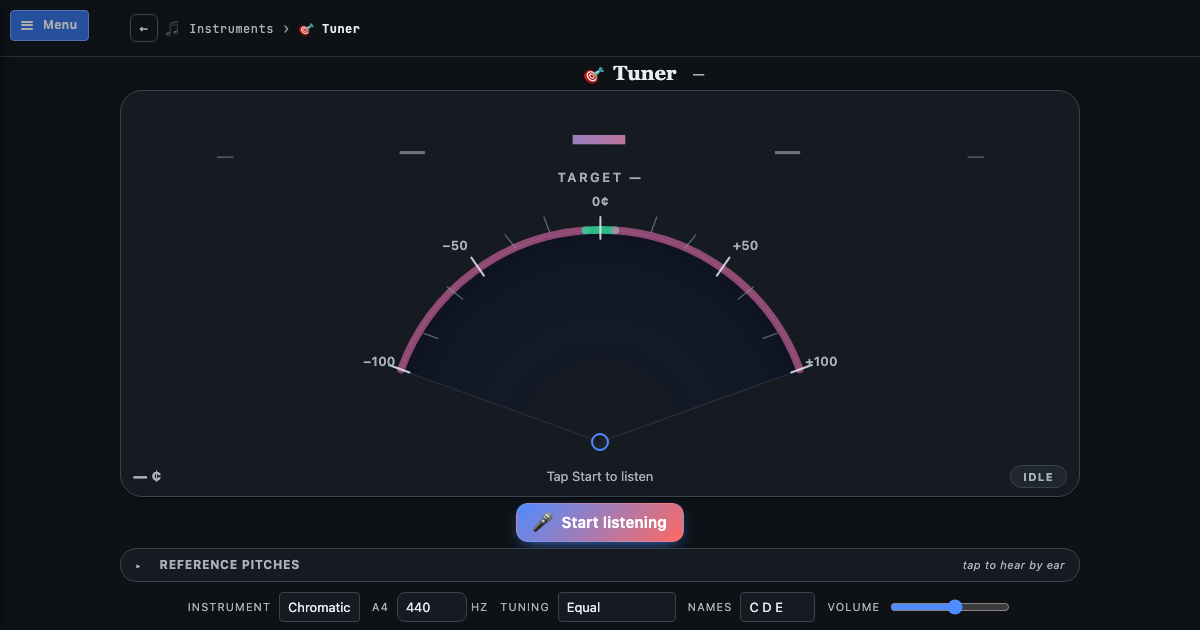 Menu
← Instruments › Tuner
Tuner —
— — — — —
TARGET —
0¢
−50 +50
−100 +100
— ¢ Tap Start to listen IDLE
Start listening
REFERENCE PITCHES tap to hear by ear
INSTRUMENT Chromatic A4 440 HZ TUNING Equal NAMES C D E VOLUME